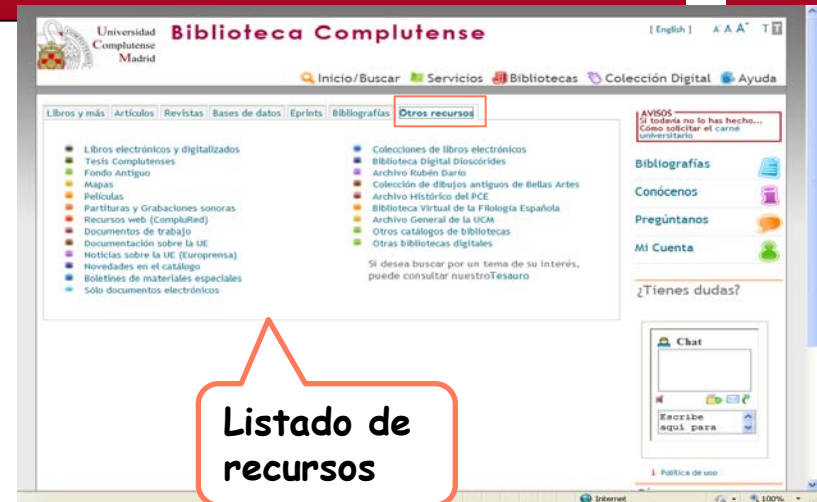 Universidad
Complutense
Madrid
Biblioteca Complutense
[ English ] A- A A+ T T
Inicio/Buscar Servicios Bibliotecas Colección Digital Ayuda
Libros y más Artículos Revistas Bases de datos Eprints Bibliografías Otros recursos
Libros electrónicos y digitalizados
Tesis Complutenses
Fondo Antiguo
Mapas
Películas
Partituras y Grabaciones sonoras
Recursos web (CompluRed)
Documentos de trabajo
Documentación sobre la UE
Noticias sobre la UE (Europrensa)
Novedades en el catálogo
Boletines de materiales especiales
Sólo documentos electrónicos
Colecciones de libros electrónicos
Biblioteca Digital Dioscórides
Archivo Rubén Darío
Colección de dibujos antiguos de Bellas Artes
Archivo Histórico del PCE
Biblioteca Virtual de la Filología Española
Archivo General de la UCM
Otros catálogos de bibliotecas
Otras bibliotecas digitales
Si desea buscar por un tema de su interés,
puede consultar nuestroTesauro
AVISOS
Si todavía no lo has hecho...
Cómo solicitar el carné
universitario
Bibliografías
Conócenos
Pregúntanos
Mi Cuenta
¿Tienes dudas?
Chat
Escribe
aquí para
Política de uso
Listado de
recursos
Internet
100%